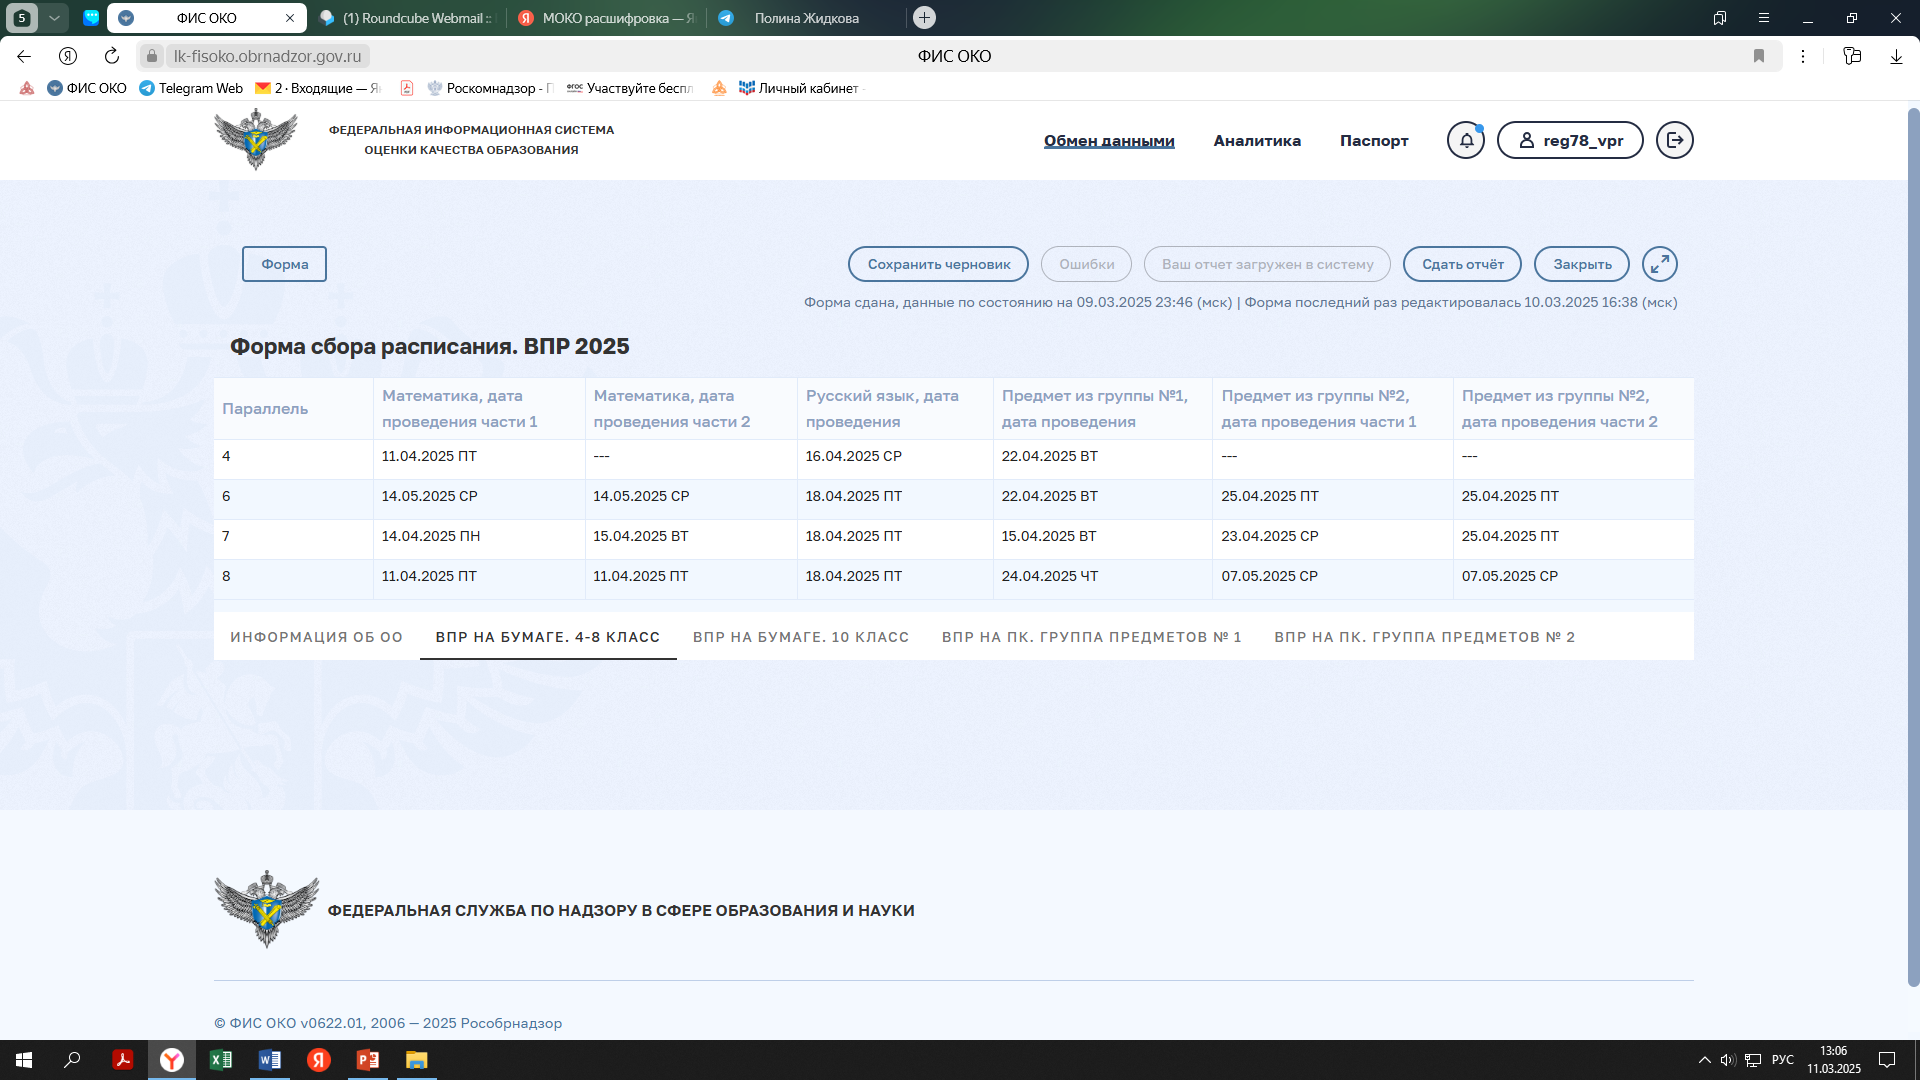 5
ФИС ОКО
(1) Roundcube Webmail ::
МОКО расшифровка — Я
Полина Жидкова
lk-fisoko.obrnadzor.gov.ru
ФИС ОКО
ФИС ОКО
Telegram Web
2 · Входящие — Я
Роскомнадзор - П
Участвуйте беспл
Личный кабинет
ФЕДЕРАЛЬНАЯ ИНФОРМАЦИОННАЯ СИСТЕМА
ОЦЕНКИ КАЧЕСТВА ОБРАЗОВАНИЯ
Обмен данными
Аналитика
Паспорт
reg78_vpr
Форма
Сохранить черновик
Ошибки
Ваш отчет загружен в систему
Сдать отчёт
Закрыть
Форма сдана, данные по состоянию на 09.03.2025 23:46 (мск) | Форма последний раз редактировалась 10.03.2025 16:38 (мск)
Форма сбора расписания. ВПР 2025
Параллель
Математика, дата
проведения части 1
Математика, дата
проведения части 2
Русский язык, дата
проведения
Предмет из группы №1,
дата проведения
Предмет из группы №2,
дата проведения части 1
Предмет из группы №2,
дата проведения части 2
4 11.04.2025 ПТ --- 16.04.2025 СР 22.04.2025 ВТ --- ---
6 14.05.2025 СР 14.05.2025 СР 18.04.2025 ПТ 22.04.2025 ВТ 25.04.2025 ПТ 25.04.2025 ПТ
7 14.04.2025 ПН 15.04.2025 ВТ 18.04.2025 ПТ 15.04.2025 ВТ 23.04.2025 СР 25.04.2025 ПТ
8 11.04.2025 ПТ 11.04.2025 ПТ 18.04.2025 ПТ 24.04.2025 ЧТ 07.05.2025 СР 07.05.2025 СР
ИНФОРМАЦИЯ ОБ ОО
ВПР НА БУМАГЕ. 4-8 КЛАСС
ВПР НА БУМАГЕ. 10 КЛАСС
ВПР НА ПК. ГРУППА ПРЕДМЕТОВ № 1
ВПР НА ПК. ГРУППА ПРЕДМЕТОВ № 2
ФЕДЕРАЛЬНАЯ СЛУЖБА ПО НАДЗОРУ В СФЕРЕ ОБРАЗОВАНИЯ И НАУКИ
© ФИС ОКО v0622.01, 2006 — 2025 Рособрнадзор
РУС
13:06
11.03.2025